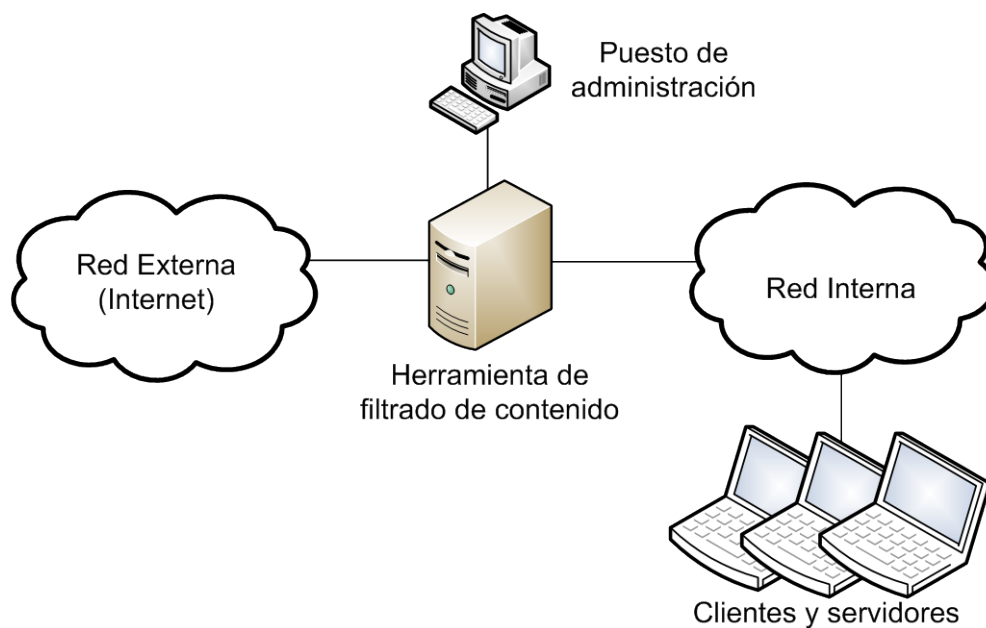 Puesto de
administración
Red Externa
(Internet)
Red Interna
Herramienta de
filtrado de contenido
Clientes y servidores